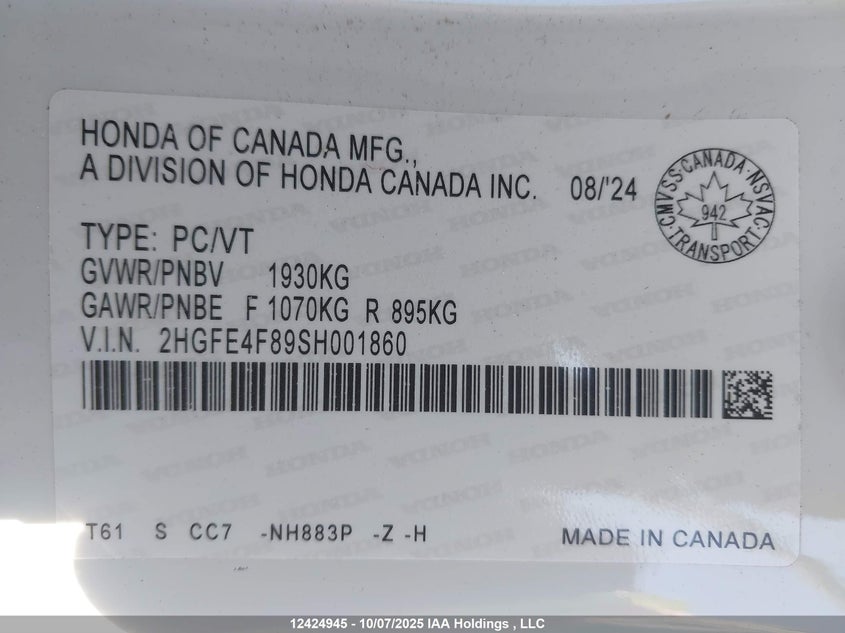 HONDA OF CANADA MFG.,
A DIVISION OF HONDA CANADA INC. 08/'24
CMVSS·CANADA·NSVAC·TRANSPORT·
942
TYPE: PC/VT
GVWR/PNBV 1930KG
GAWR/PNBE F 1070KG R 895KG
V.I.N. 2HGFE4F89SH001860
T61 S CC7 -NH883P -Z -H MADE IN CANADA
12424945 - 10/07/2025 IAA Holdings , LLC